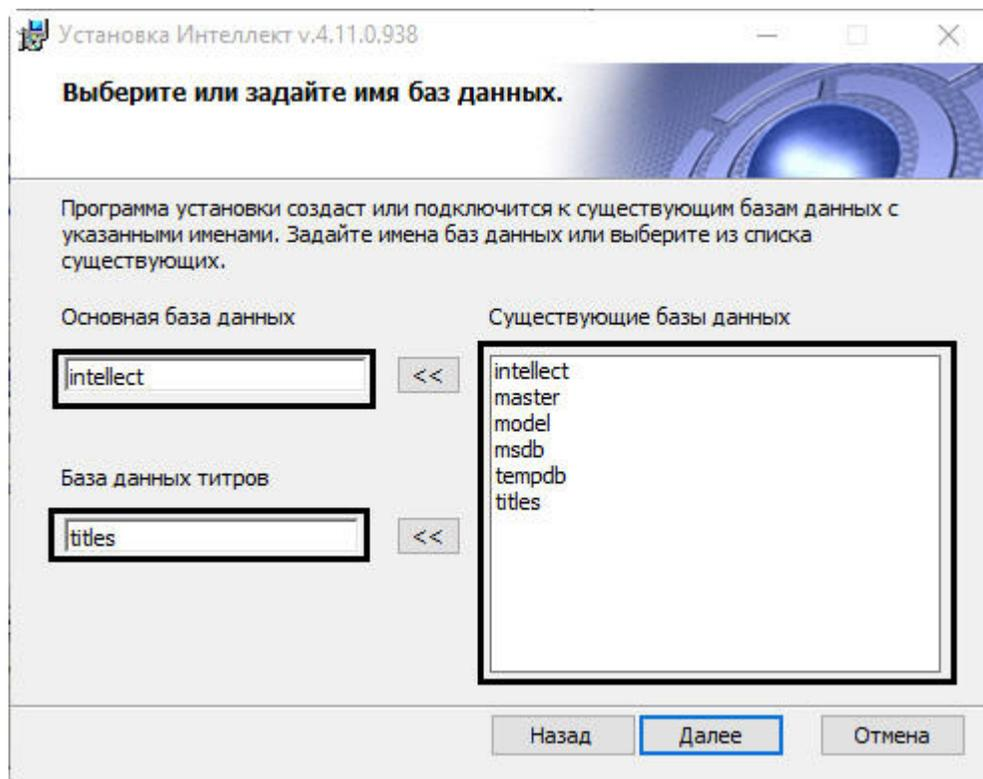 Установка Интеллект v.4.11.0.938
Выберите или задайте имя баз данных.
Программа установки создаст или подключится к существующим базам данных с
указанными именами. Задайте имена баз данных или выберите из списка
существующих.
Основная база данных
intellect
<<
База данных титров
titles
<<
Существующие базы данных
intellect
master
model
msdb
tempdb
titles
Назад
Далее
Отмена